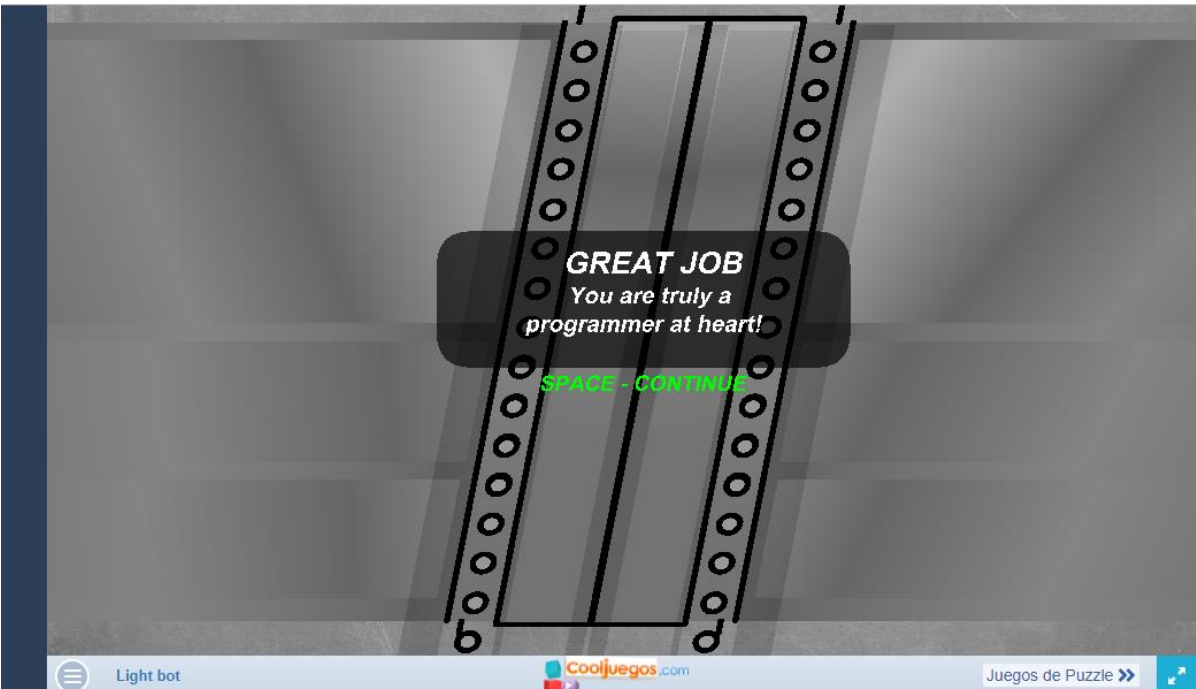 GREAT JOB
You are truly a
programmer at heart!
SPACE - CONTINUE
Light bot
Cooljuegos.com
Juegos de Puzzle